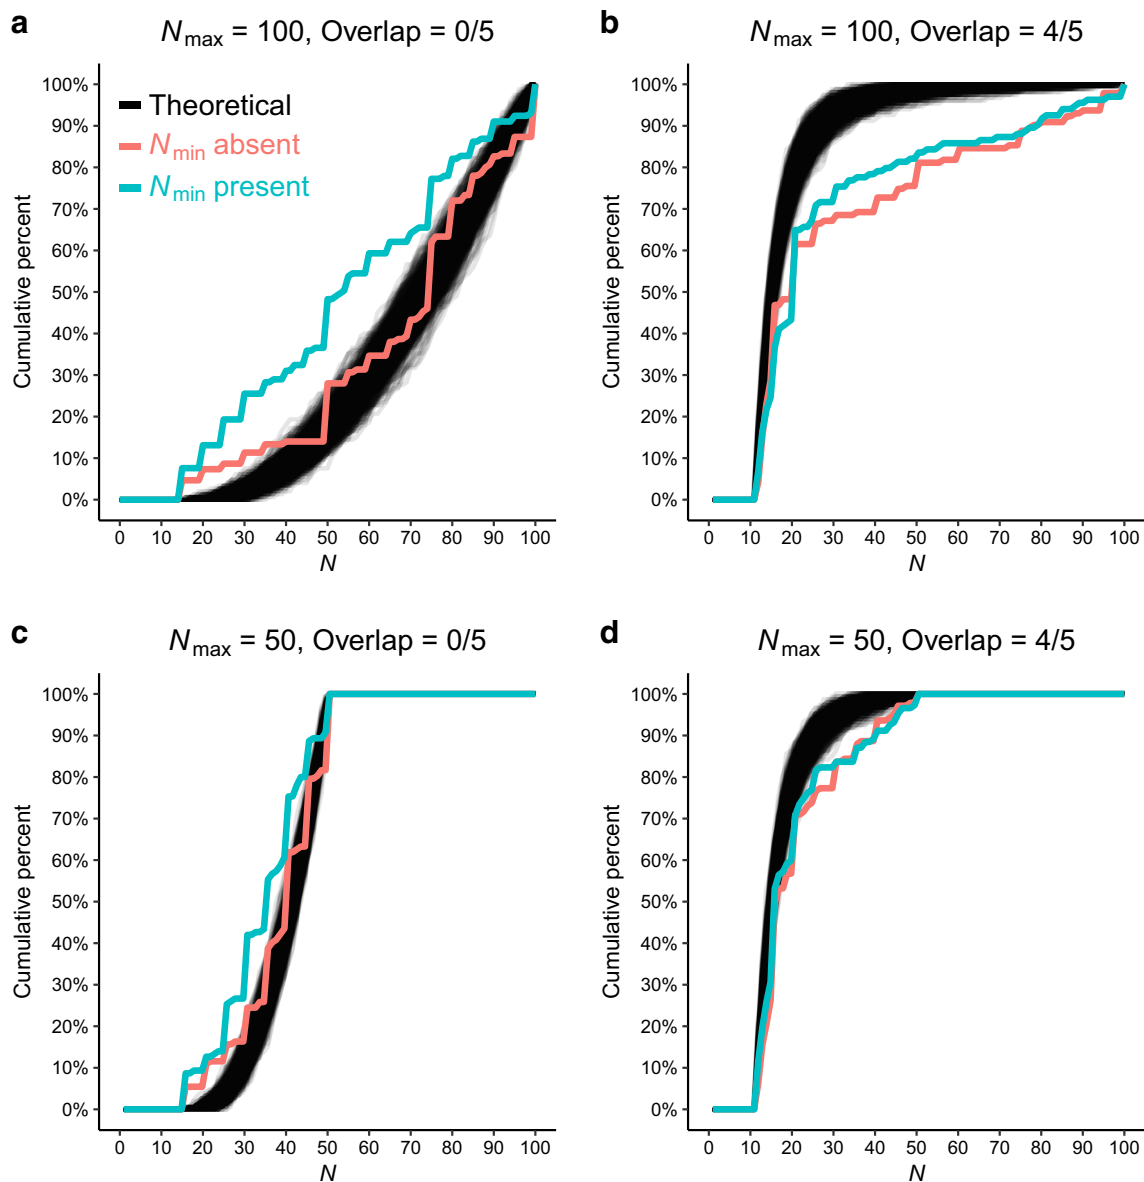 a
Nmax = 100, Overlap = 0/5
Cumulative percent
100%
90%
80%
70%
60%
50%
40%
30%
20%
10%
0%
Theoretical
Nmin absent
Nmin present
0 10 20 30 40 50 60 70 80 90 100
N
b
Nmax = 100, Overlap = 4/5
Cumulative percent
100%
90%
80%
70%
60%
50%
40%
30%
20%
10%
0%
0 10 20 30 40 50 60 70 80 90 100
N
c
Nmax = 50, Overlap = 0/5
Cumulative percent
100%
90%
80%
70%
60%
50%
40%
30%
20%
10%
0%
0 10 20 30 40 50 60 70 80 90 100
N
d
Nmax = 50, Overlap = 4/5
Cumulative percent
100%
90%
80%
70%
60%
50%
40%
30%
20%
10%
0%
0 10 20 30 40 50 60 70 80 90 100
N